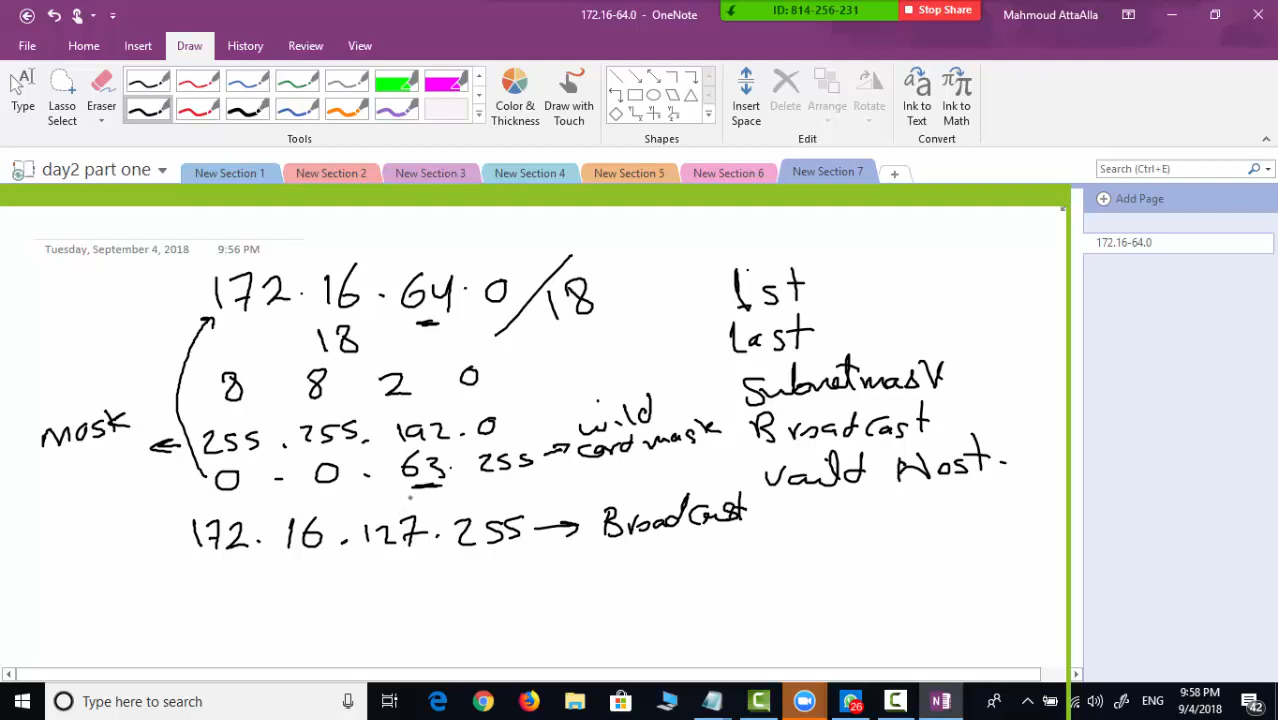 172.16-64.0 - OneNote
ID: 814-256-231
Stop Share
Mahmoud AttaAlla
File Home Insert Draw History Review View
Type
Lasso Select
Eraser
Color & Thickness
Draw with Touch
Insert Space
Delete
Arrange
Rotate
Ink to Text
Ink to Math
Tools
Shapes
Edit
Convert
day2 part one
New Section 1
New Section 2
New Section 3
New Section 4
New Section 5
New Section 6
New Section 7
Search (Ctrl+E)
Add Page
172.16-64.0
Tuesday, September 4, 2018 9:56 PM
172.16.64.0/18
18
8 8 2 0
mask
255.255.192.0
0-0.63.255
wild
card mask
172.16.127.255 → Broadcast
1st
Last
Subnetmask
Broadcast
vaild Host.
Type here to search
26
ENG
9:58 PM
9/4/2018
42